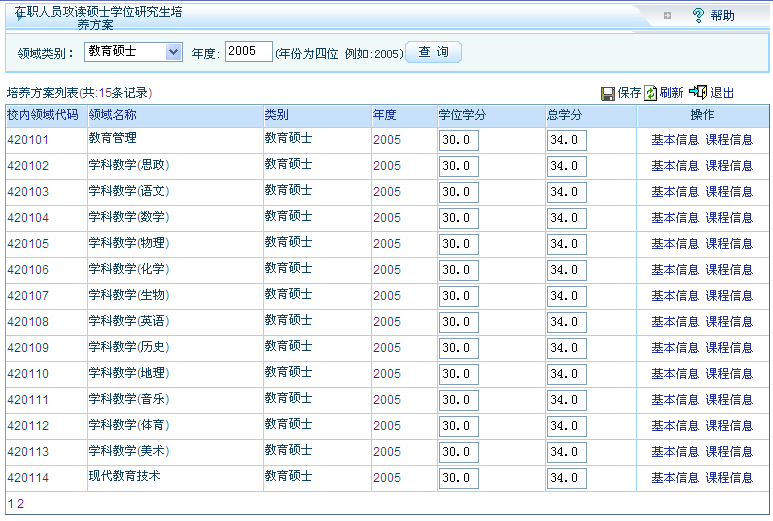 在职人员攻读硕士学位研究生培
养方案
帮助
领域类别： 教育硕士 年度: 2005 (年份为四位 例如:2005) 查 询
培养方案列表(共:15条记录) 保存 刷新 退出
校内领域代码 领域名称 类别 年度 学位学分 总学分 操作
420101 教育管理 教育硕士 2005 30.0 34.0 基本信息 课程信息
420102 学科教学(思政) 教育硕士 2005 30.0 34.0 基本信息 课程信息
420103 学科教学(语文) 教育硕士 2005 30.0 34.0 基本信息 课程信息
420104 学科教学(数学) 教育硕士 2005 30.0 34.0 基本信息 课程信息
420105 学科教学(物理) 教育硕士 2005 30.0 34.0 基本信息 课程信息
420106 学科教学(化学) 教育硕士 2005 30.0 34.0 基本信息 课程信息
420107 学科教学(生物) 教育硕士 2005 30.0 34.0 基本信息 课程信息
420108 学科教学(英语) 教育硕士 2005 30.0 34.0 基本信息 课程信息
420109 学科教学(历史) 教育硕士 2005 30.0 34.0 基本信息 课程信息
420110 学科教学(地理) 教育硕士 2005 30.0 34.0 基本信息 课程信息
420111 学科教学(音乐) 教育硕士 2005 30.0 34.0 基本信息 课程信息
420112 学科教学(体育) 教育硕士 2005 30.0 34.0 基本信息 课程信息
420113 学科教学(美术) 教育硕士 2005 30.0 34.0 基本信息 课程信息
420114 现代教育技术 教育硕士 2005 30.0 34.0 基本信息 课程信息
1 2